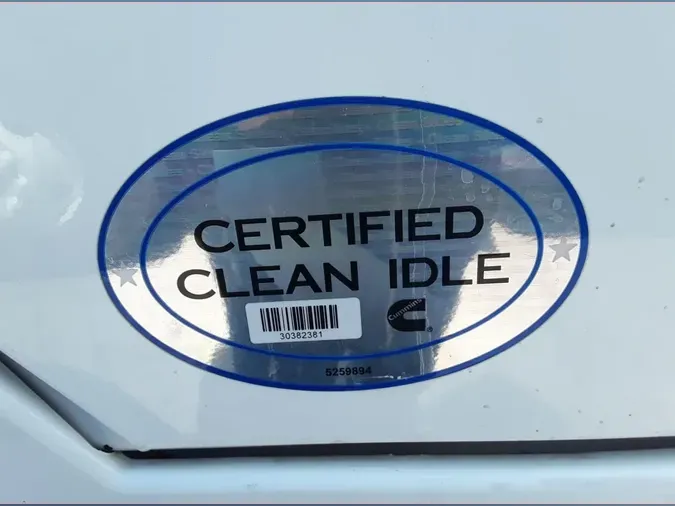 CERTIFIED
CLEAN IDLE
30382381
Cummins
5259894